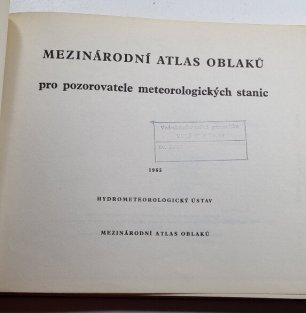 MEZINÁRODNÍ ATLAS OBLAKŮ
pro pozorovatele meteorologických stanic
1965
HYDROMETEOROLOGICKÝ ÚSTAV
MEZINÁRODNÍ ATLAS OBLAKŮ